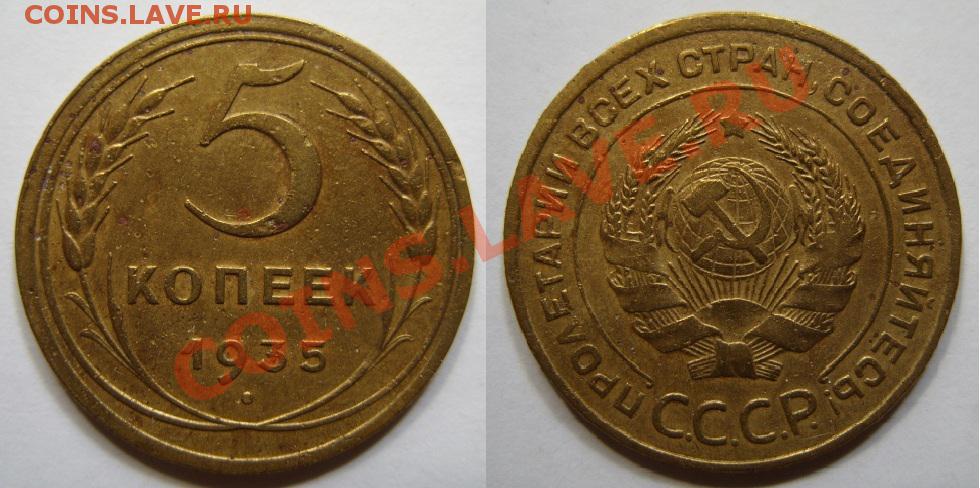 COINS.LAVE.RU
5
КОПЕЕК
1935
ПРОЛЕТАРИИ ВСЕХ СТРАН, СОЕДИНЯЙТЕСЬ!
С.С.С.Р.
COINS.LAVE.RU